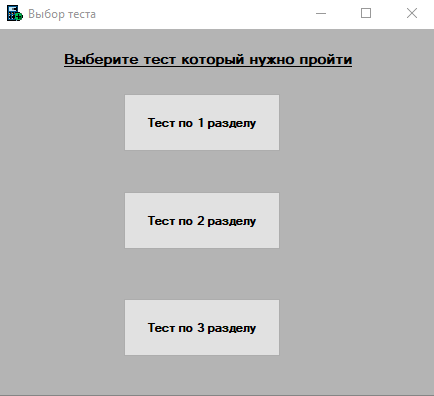 Выбор теста
Выберите тест который нужно пройти
Тест по 1 разделу
Тест по 2 разделу
Тест по 3 разделу